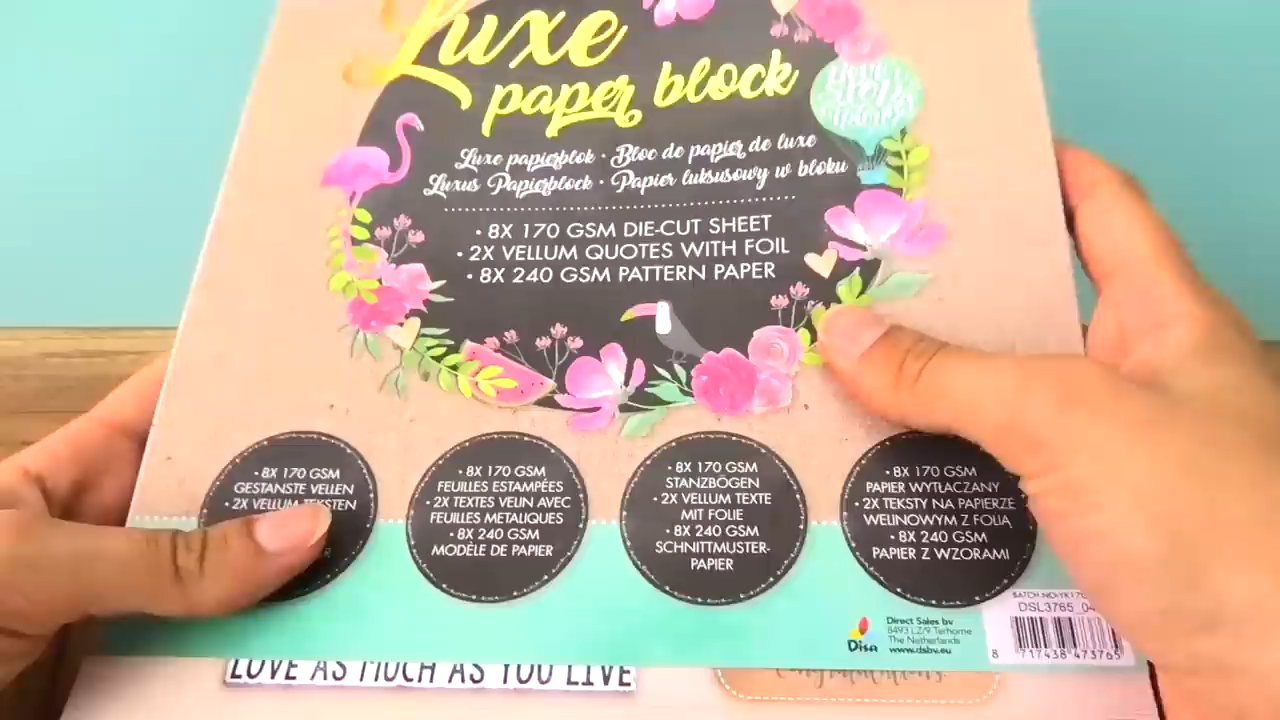 Luxe
paper block
Luxe papierblok · Bloc de papier de luxe
Luxus Papierblock · Papier luksusowy w bloku
• 8X 170 GSM DIE-CUT SHEET
• 2X VELLUM QUOTES WITH FOIL
• 8X 240 GSM PATTERN PAPER
• 8X 170 GSM
GESTANSTE VELLEN
• 2X VELLUM TEKSTEN
• 8X 170 GSM
FEUILLES ESTAMPÉES
• 2X TEXTES VELIN AVEC
FEUILLES METALIQUES
• 8X 240 GSM
MODÈLE DE PAPIER
• 8X 170 GSM
STANZBÖGEN
• 2X VELLUM TEXTE
MIT FOLIE
• 8X 240 GSM
SCHNITTMUSTER-
PAPIER
• 8X 170 GSM
PAPIER WYTŁACZANY
• 2X TEKSTY NA PAPIERZE
WELINOWYM Z FOLIĄ
• 8X 240 GSM
PAPIER Z WZORAMI
Disa
Direct Sales bv
8493 LZ/9 Terhorne
The Netherlands
www.dsbv.eu
BATCH NO:YK17
DSL3765
8 717438 473765
LOVE AS MUCH AS YOU LIVE
Congratulations.